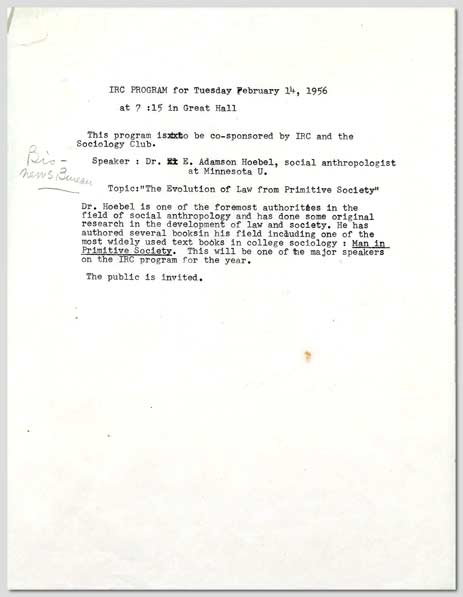 IRC PROGRAM for Tuesday February 14, 1956
at 7 :15 in Great Hall
This program isxxto be co-sponsored by IRC and the
Sociology Club.
Bio-
news Bureau
Speaker : Dr. E. Adamson Hoebel, social anthropologist
at Minnesota U.
Topic:"The Evolution of Law from Primitive Society"
Dr. Hoebel is one of the foremost authorities in the
field of social anthropology and has done some original
research in the development of law and society. He has
authored several booksin his field including one of the
most widely used text books in college sociology : Man in
Primitive Society. This will be one of the major speakers
on the IRC program for the year.
The public is invited.